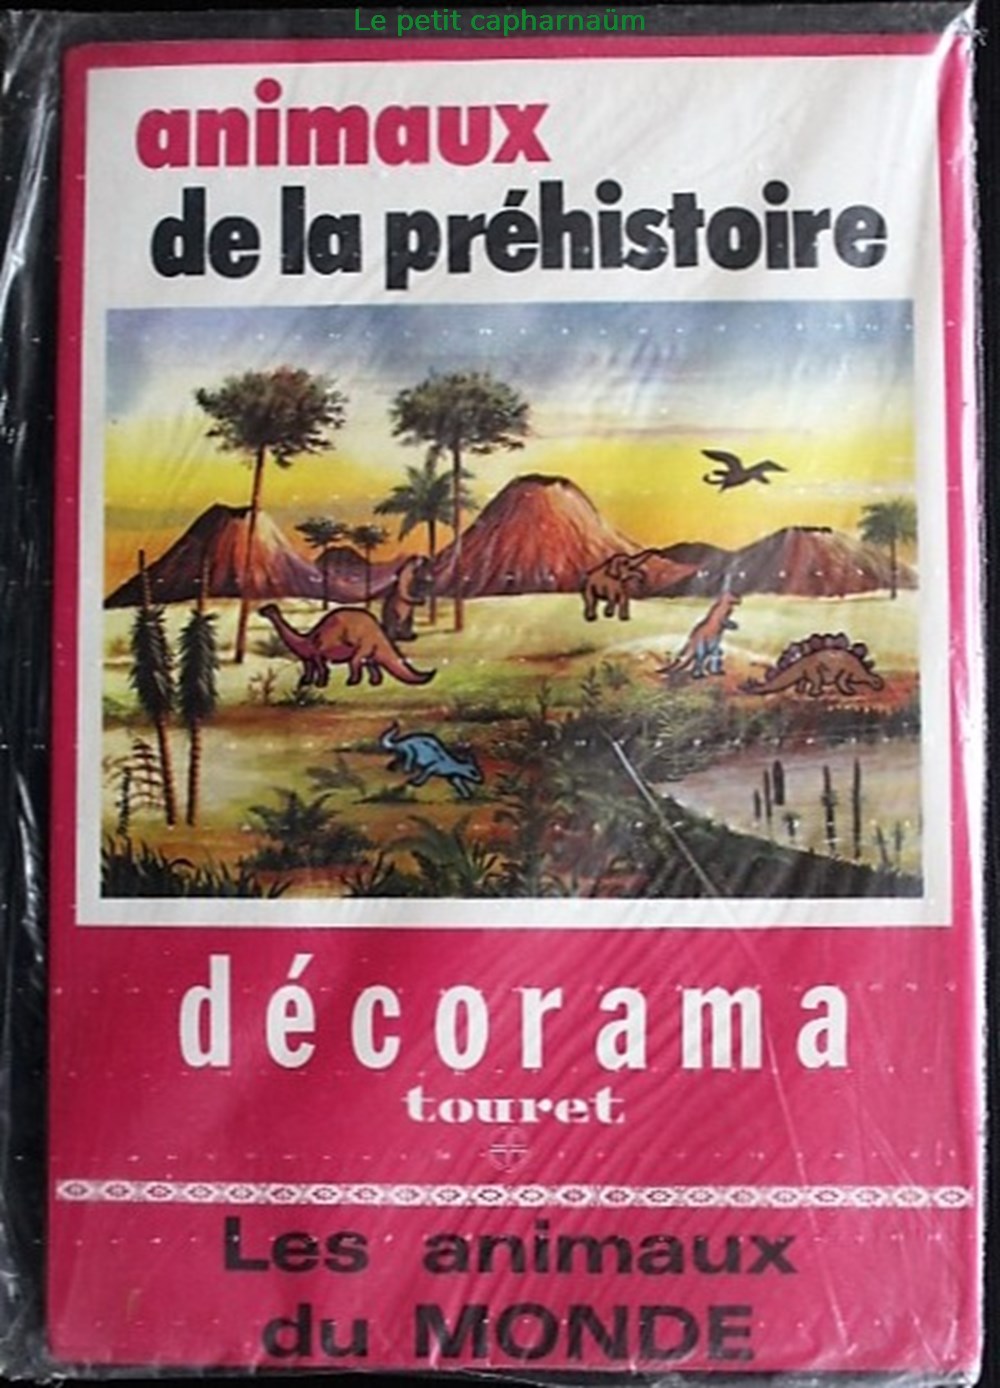 Le petit capharnaüm
animaux
de la préhistoire
décorama
touret
Les animaux
du MONDE